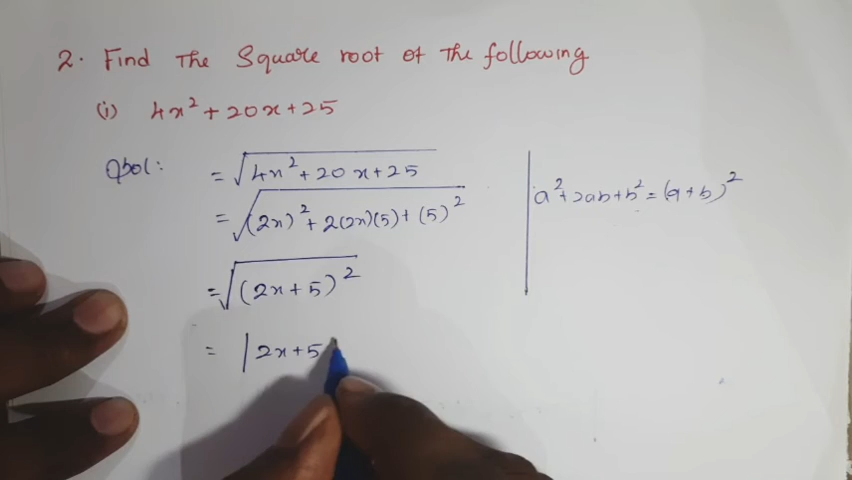 2. Find The Square root of The following
(i) 4x² + 20x + 25
= √4x² + 20x + 25
a² + 2ab + b² = (a + b)²
= √(2x)² + 2(2x)(5) + (5)²
= √(2x + 5)²
= |2x + 5